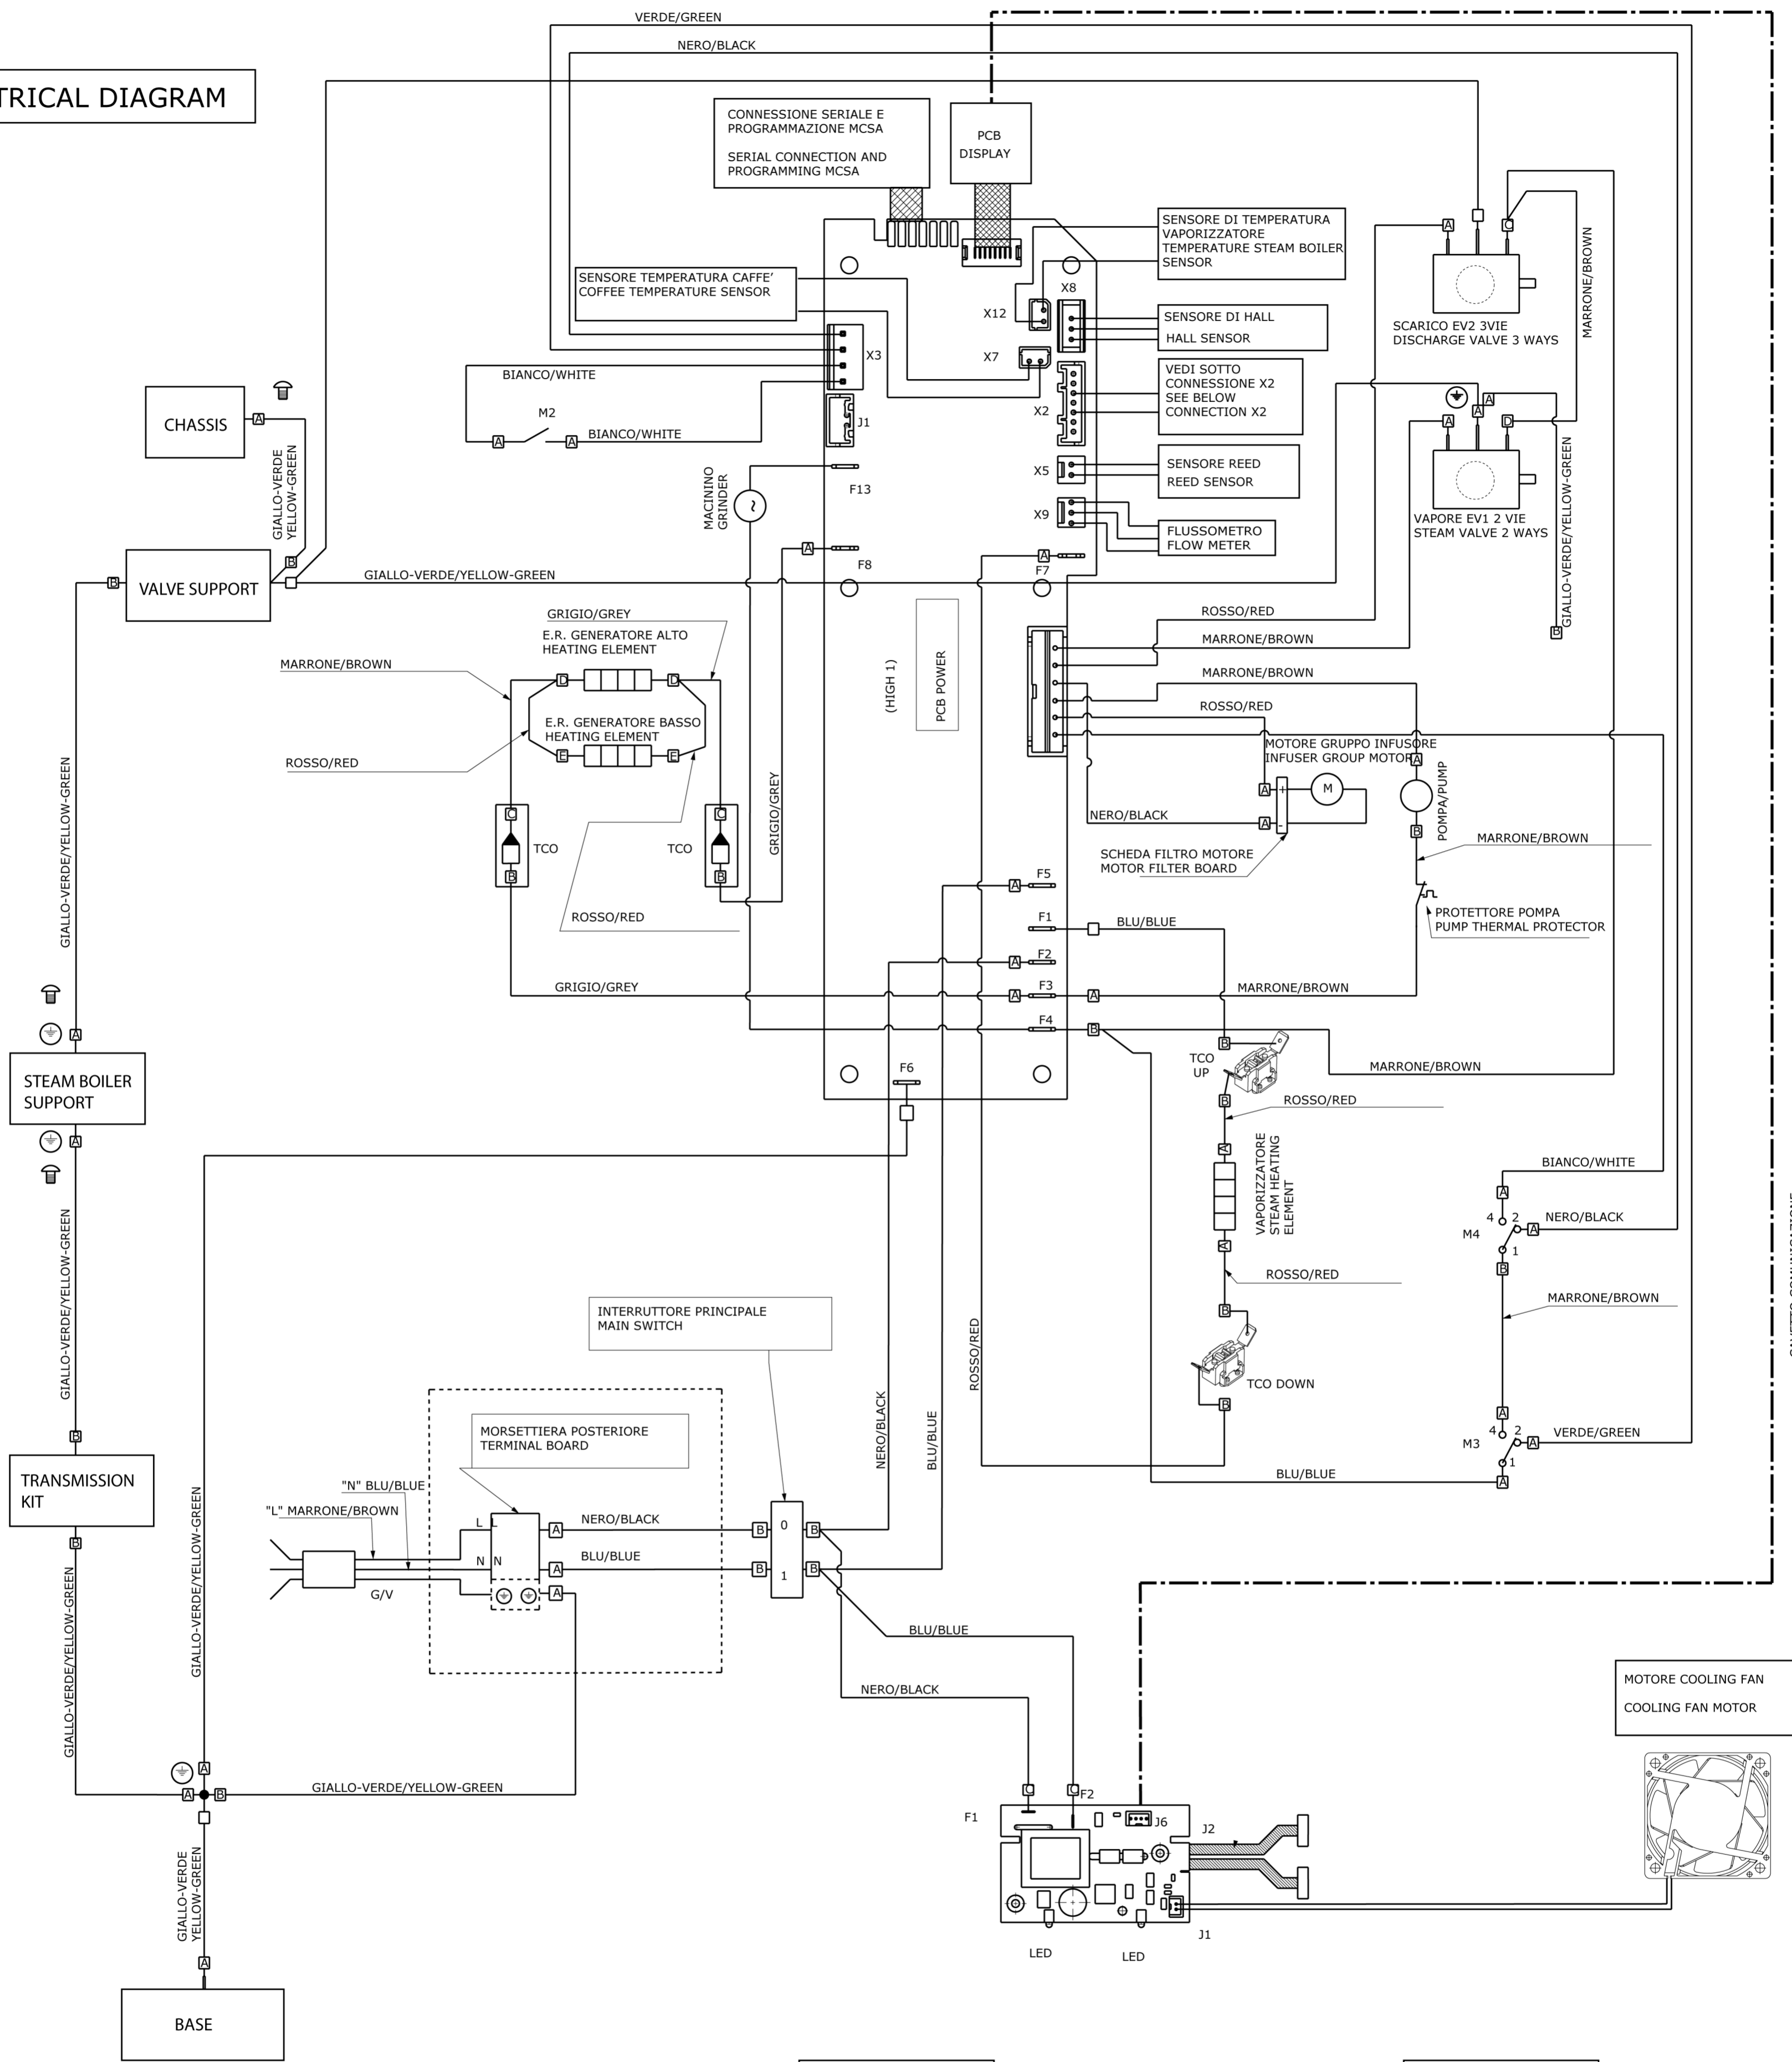 VERDE/GREEN
NERO/BLACK
TRICAL DIAGRAM
CONNESSIONE SERIALE E
PROGRAMMAZIONE MCSA
SERIAL CONNECTION AND
PROGRAMMING MCSA
PCB
DISPLAY
SENSORE DI TEMPERATURA
VAPORIZZATORE
TEMPERATURE STEAM BOILER
SENSOR
SENSORE TEMPERATURA CAFFE'
COFFEE TEMPERATURE SENSOR
X8
X12
SENSORE DI HALL
HALL SENSOR
X3
X7
A
C
MARRONE/BROWN
SCARICO EV2 3VIE
DISCHARGE VALVE 3 WAYS
VEDI SOTTO
CONNESSIONE X2
SEE BELOW
CONNECTION X2
BIANCO/WHITE
M2
A
A
BIANCO/WHITE
J1
X2
CHASSIS
A
GIALLO-VERDE
YELLOW-GREEN
A
A
A
D
X5
SENSORE REED
REED SENSOR
F13
MACININO
GRINDER
~
X9
FLUSSOMETRO
FLOW METER
VAPORE EV1 2 VIE
STEAM VALVE 2 WAYS
GIALLO-VERDE/YELLOW-GREEN
B
A
F8
A
F7
B
VALVE SUPPORT
B
GIALLO-VERDE/YELLOW-GREEN
GRIGIO/GREY
E.R. GENERATORE ALTO
HEATING ELEMENT
MARRONE/BROWN
D
D
E.R. GENERATORE BASSO
HEATING ELEMENT
E
E
ROSSO/RED
(HIGH 1)
PCB POWER
ROSSO/RED
MARRONE/BROWN
MARRONE/BROWN
ROSSO/RED
MOTORE GRUPPO INFUSORE
INFUSER GROUP MOTOR
A
A
+
M
A
-
NERO/BLACK
POMPA/PUMP
B
MARRONE/BROWN
SCHEDA FILTRO MOTORE
MOTOR FILTER BOARD
PROTETTORE POMPA
PUMP THERMAL PROTECTOR
GIALLO-VERDE/YELLOW-GREEN
GRIGIO/GREY
C
TCO
B
C
TCO
B
ROSSO/RED
A
F5
F1
BLU/BLUE
A
F2
GRIGIO/GREY
A
F3
A
MARRONE/BROWN
F4
B
A
STEAM BOILER
SUPPORT
A
F6
B
TCO
UP
MARRONE/BROWN
B
ROSSO/RED
A
VAPORIZZATORE
STEAM HEATING
ELEMENT
A
ROSSO/RED
B
TCO DOWN
B
BIANCO/WHITE
A
4
2
A
NERO/BLACK
M4
1
B
MARRONE/BROWN
A
4
2
A
VERDE/GREEN
M3
1
A
BLU/BLUE
GIALLO-VERDE/YELLOW-GREEN
INTERRUTTORE PRINCIPALE
MAIN SWITCH
ROSSO/RED
NERO/BLACK
BLU/BLUE
MORSETTIERA POSTERIORE
TERMINAL BOARD
B
TRANSMISSION
KIT
B
"N" BLU/BLUE
"L" MARRONE/BROWN
L
L
A
NERO/BLACK
B
0
B
N
N
A
BLU/BLUE
B
1
B
G/V
A
GIALLO-VERDE/YELLOW-GREEN
GIALLO-VERDE/YELLOW-GREEN
BLU/BLUE
NERO/BLACK
MOTORE COOLING FAN
COOLING FAN MOTOR
A
A
B
GIALLO-VERDE/YELLOW-GREEN
C
C
F2
F1
J6
J2
J1
LED
LED
GIALLO-VERDE
YELLOW-GREEN
A
BASE